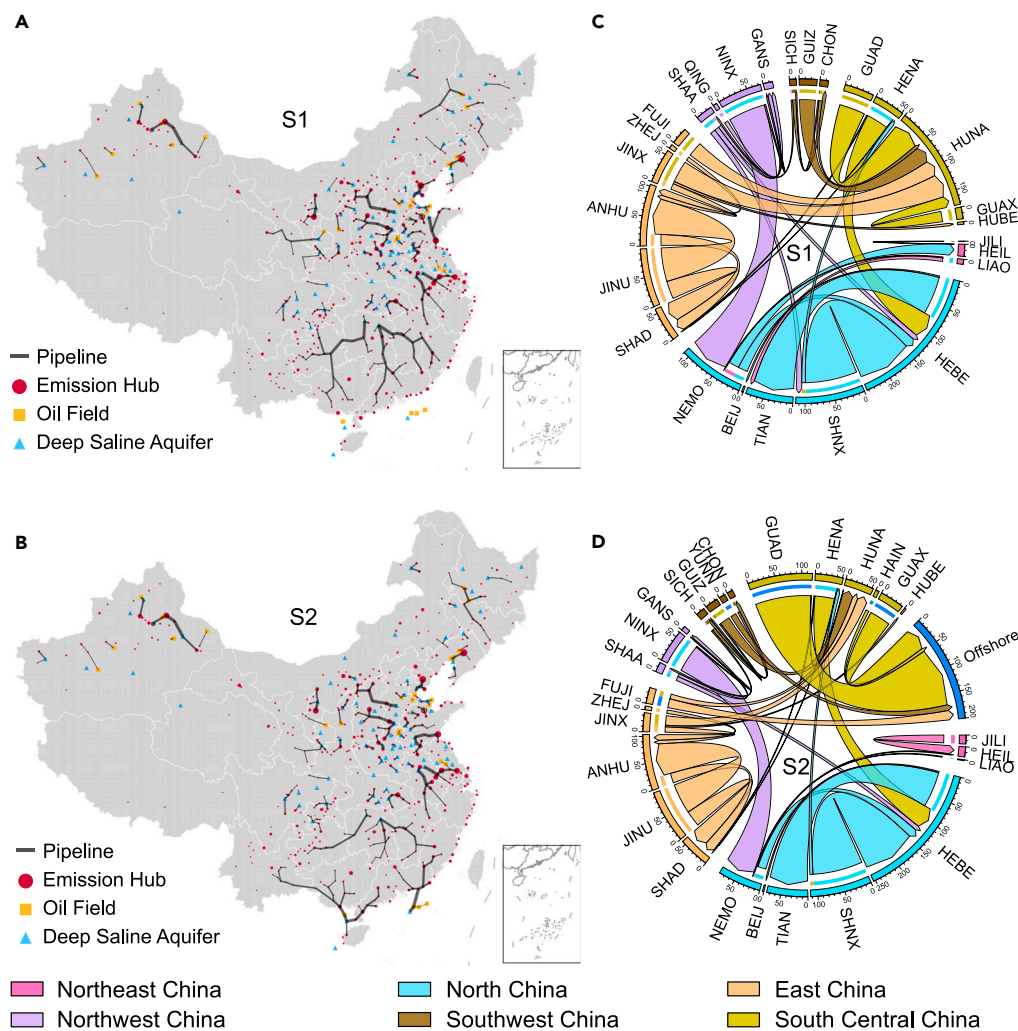 A
S1
Pipeline
Emission Hub
Oil Field
Deep Saline Aquifer
C
S1
GANS
NINX
QING
SHAA
FUJI
ZHEJ
JINX
ANHU
JINU
SHAD
NEMO
BEIJ
TIAN
SHNX
HEBE
LIAO
HEIL
JILI
HUBE
GUAX
HUNA
HENA
GUAD
CHON
GUIZ
SICH
B
S2
Pipeline
Emission Hub
Oil Field
Deep Saline Aquifer
D
S2
GUAD
HENA
HUNA
HAIN
GUAX
HUBE
Offshore
JILI
HEIL
LIAO
HEBE
SHNX
TIAN
BEIJ
NEMO
SHAD
JINU
ANHU
JINX
ZHEJ
FUJI
SHAA
NINX
GANS
SICH
GUIZ
YUNN
CHON
Northeast China
North China
East China
Northwest China
Southwest China
South Central China